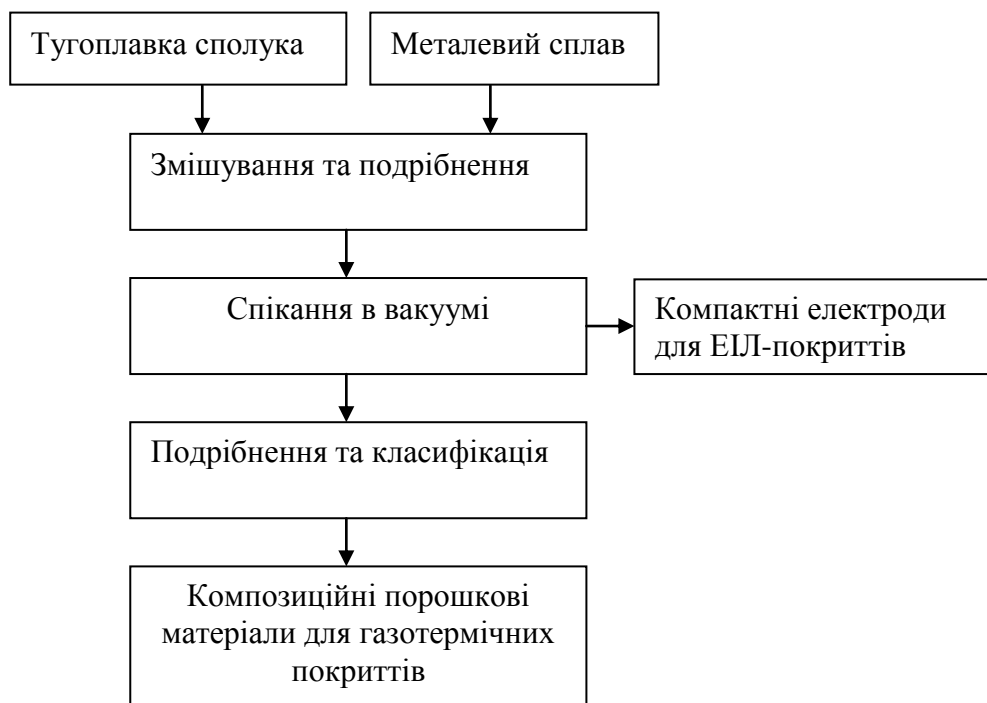 Тугоплавка сполука
Металевий сплав
Змішування та подрібнення
Спікання в вакуумі
Компактні електроди
для ЕІЛ-покриттів
Подрібнення та класифікація
Композиційні порошкові
матеріали для газотермічних
покриттів